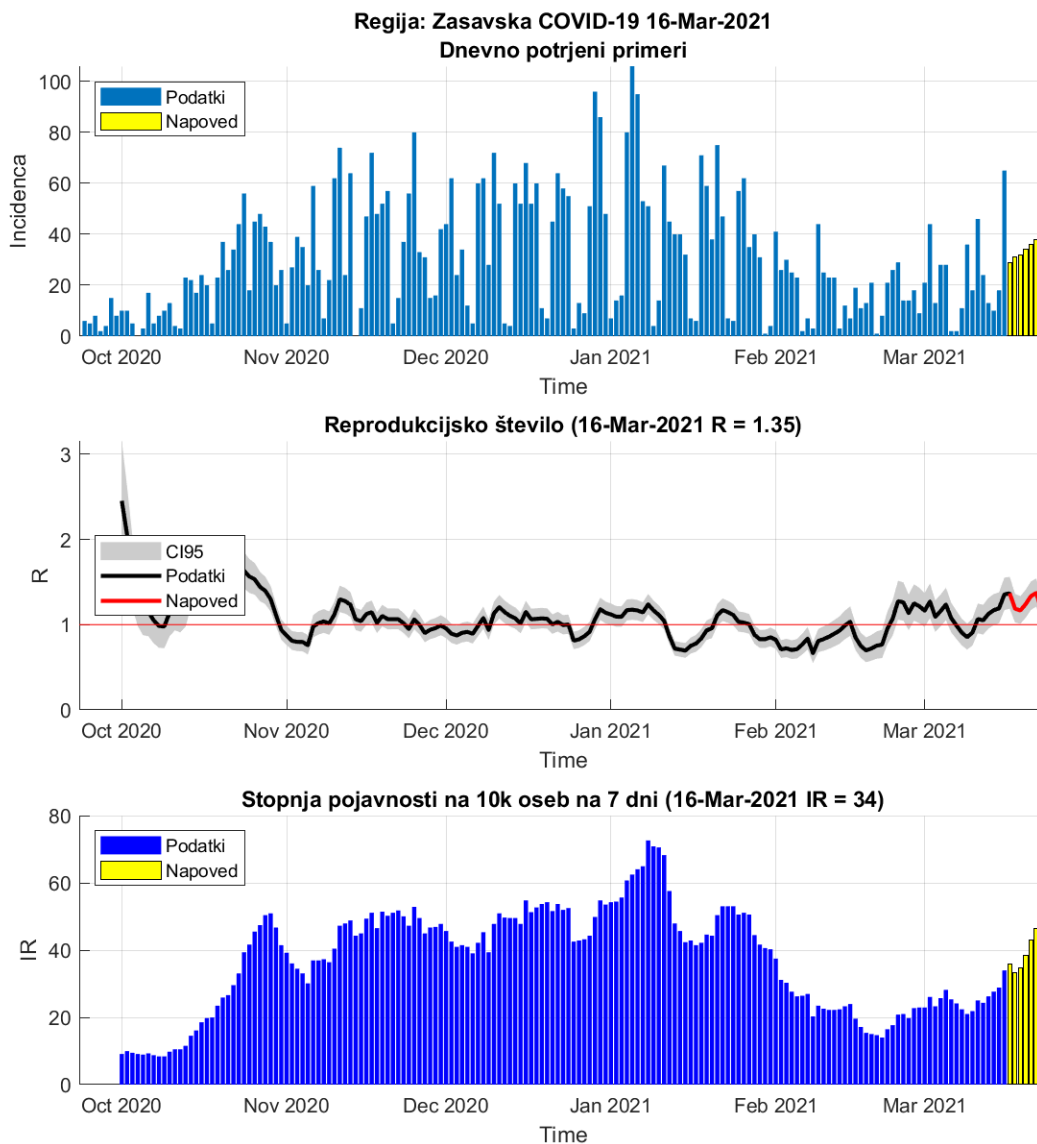 Regija: Zasavska COVID-19 16-Mar-2021
Dnevno potrjeni primeri
Incidenca
100
80
60
40
20
0
Podatki
Napoved
Oct 2020 Nov 2020 Dec 2020 Jan 2021 Feb 2021 Mar 2021
Time
Reprodukcijsko število (16-Mar-2021 R = 1.35)
R
3
2
1
0
CI95
Podatki
Napoved
Oct 2020 Nov 2020 Dec 2020 Jan 2021 Feb 2021 Mar 2021
Time
Stopnja pojavnosti na 10k oseb na 7 dni (16-Mar-2021 IR = 34)
IR
80
60
40
20
0
Podatki
Napoved
Oct 2020 Nov 2020 Dec 2020 Jan 2021 Feb 2021 Mar 2021
Time